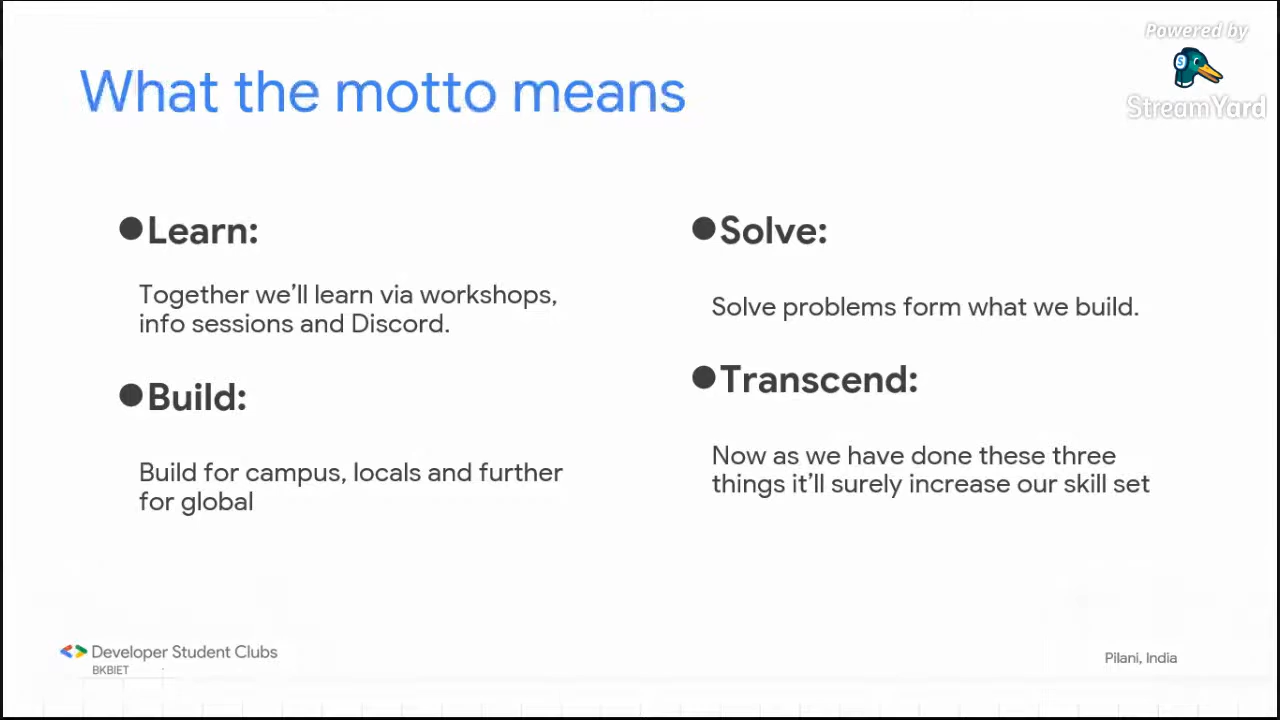 Powered by
StreamYard
What the motto means
●Learn:
Together we'll learn via workshops,
info sessions and Discord.
●Build:
Build for campus, locals and further
for global
●Solve:
Solve problems form what we build.
●Transcend:
Now as we have done these three
things it'll surely increase our skill set
Developer Student Clubs
BKBIET
Pilani, India